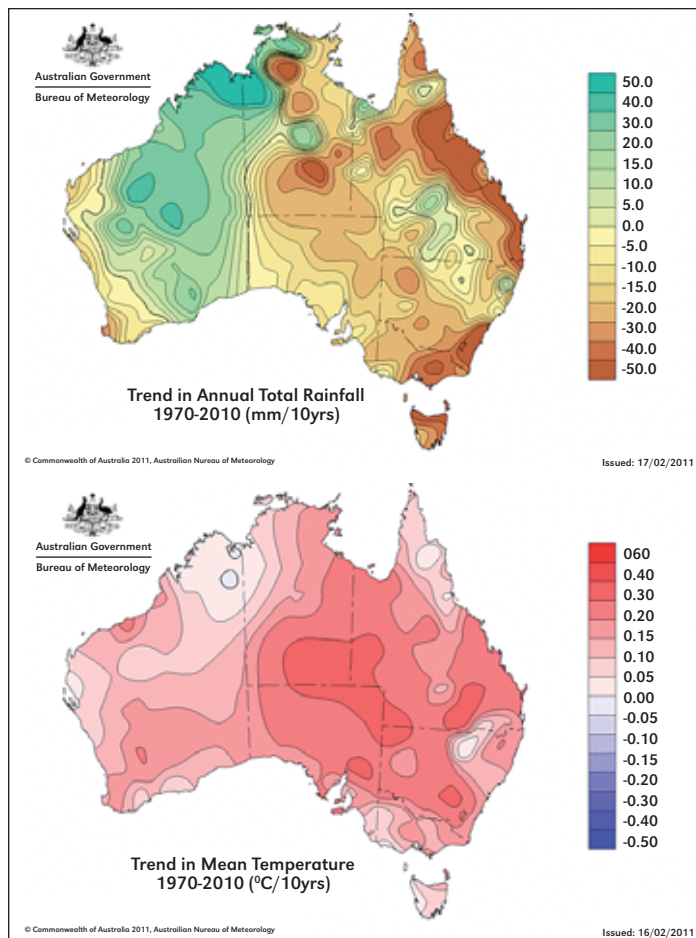 Australian Government
Bureau of Meteorology
50.0
40.0
30.0
20.0
15.0
10.0
5.0
0.0
-5.0
-10.0
-15.0
-20.0
-30.0
-40.0
-50.0
Trend in Annual Total Rainfall
1970-2010 (mm/10yrs)
© Commonwealth of Australia 2011, Austrailian Nureau of Meteorology
Issued: 17/02/2011
Australian Government
Bureau of Meteorology
060
0.40
0.30
0.20
0.15
0.10
0.05
0.00
-0.05
-0.10
-0.15
-0.20
-0.30
-0.40
-0.50
Trend in Mean Temperature
1970-2010 (⁰C/10yrs)
© Commonwealth of Australia 2011, Austrailian Nureau of Meteorology
Issued: 16/02/2011